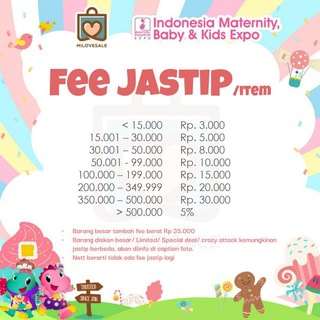 MILOVESALE
Indonesia Maternity,
Baby & Kids Expo
Fee JASTIP/ITEM
< 15.000 Rp. 3.000
15.001 – 30.000 Rp. 5.000
30.001 – 50.000 Rp. 8.000
50.001 - 99.000 Rp. 10.000
100.000 – 199.000 Rp. 15.000
200.000 – 349.999 Rp. 20.000
350.000 – 500.000 Rp. 30.000
> 500.000 5%
- Barang besar tambah fee berat Rp 35.000
- Barang diskon besar/ Limited/ Special deal/ crazy attack kemungkinan
jastip berbeda, akan diinfo di caption foto.
- Nett berarti tidak ada fee jastip lagi
TRUSTED